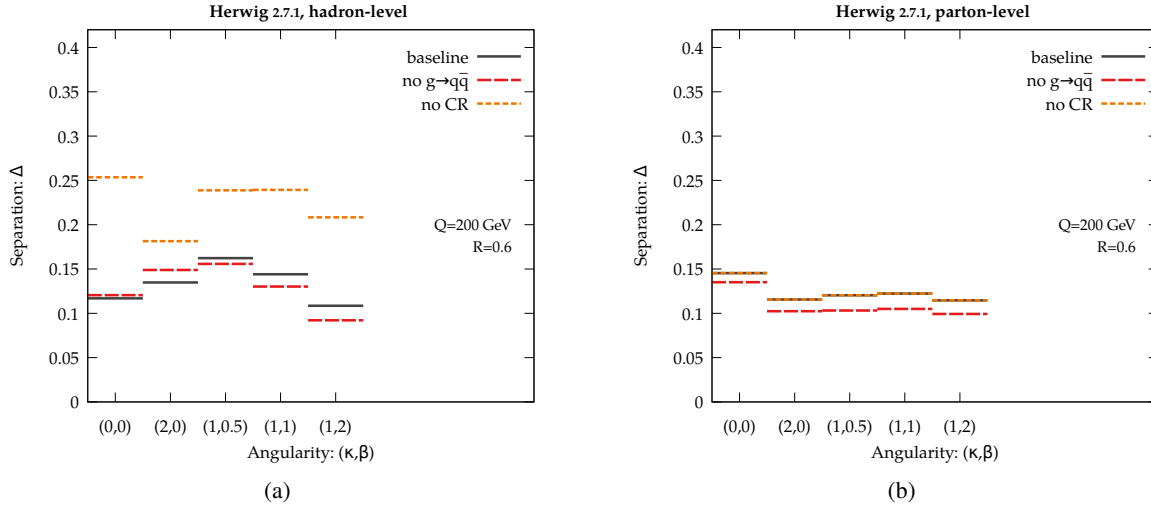 Herwig 2.7.1, hadron-level
0.4
0.35
0.3
0.25
0.2
0.15
0.1
0.05
0
Separation: Δ
baseline
no g→qq̅
no CR
Q=200 GeV
R=0.6
(0,0) (2,0) (1,0.5) (1,1) (1,2)
Angularity: (κ,β)
(a)
Herwig 2.7.1, parton-level
0.4
0.35
0.3
0.25
0.2
0.15
0.1
0.05
0
Separation: Δ
baseline
no g→qq̅
no CR
Q=200 GeV
R=0.6
(0,0) (2,0) (1,0.5) (1,1) (1,2)
Angularity: (κ,β)
(b)